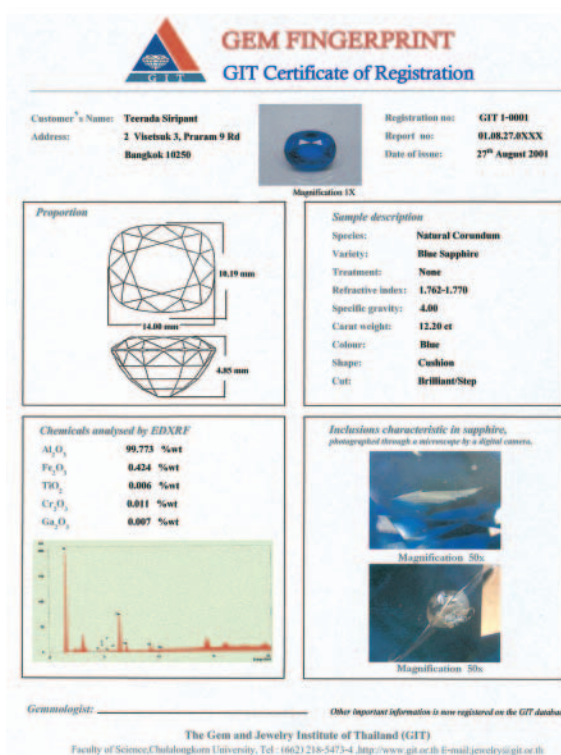 GEM FINGERPRINT
GIT
GIT Certificate of Registration
Customer's Name: Teerada Siripant
Address: 2 Visetsuk 3, Praram 9 Rd
Bangkok 10250
Registration no: GIT 1-0001
Report no: 01.08.27.0XXX
Date of issue: 27th August 2001
Magnification 1X
Proportion
10.19 mm
14.00 mm
4.85 mm
Sample description
Species: Natural Corundum
Variety: Blue Sapphire
Treatment: None
Refractive index: 1.762-1.770
Specific gravity: 4.00
Carat weight: 12.20 ct
Colour: Blue
Shape: Cushion
Cut: Brilliant/Step
Chemicals analysed by EDXRF
Al2O3 99.773 %wt
Fe2O3 0.424 %wt
TiO2 0.006 %wt
Cr2O3 0.011 %wt
Ga2O3 0.007 %wt
Inclusions characteristic in sapphire,
photographed through a microscope by a digital camera.
Magnification 50x
Magnification 50x
Gemmologist:
Other important information is now registered on the GIT databas
The Gem and Jewelry Institute of Thailand (GIT)
Faculty of Science,Chulalongkorn University, Tel : (662) 218-5473-4 ,http://www.git.or.th E-mail:jewelry@git.or.th